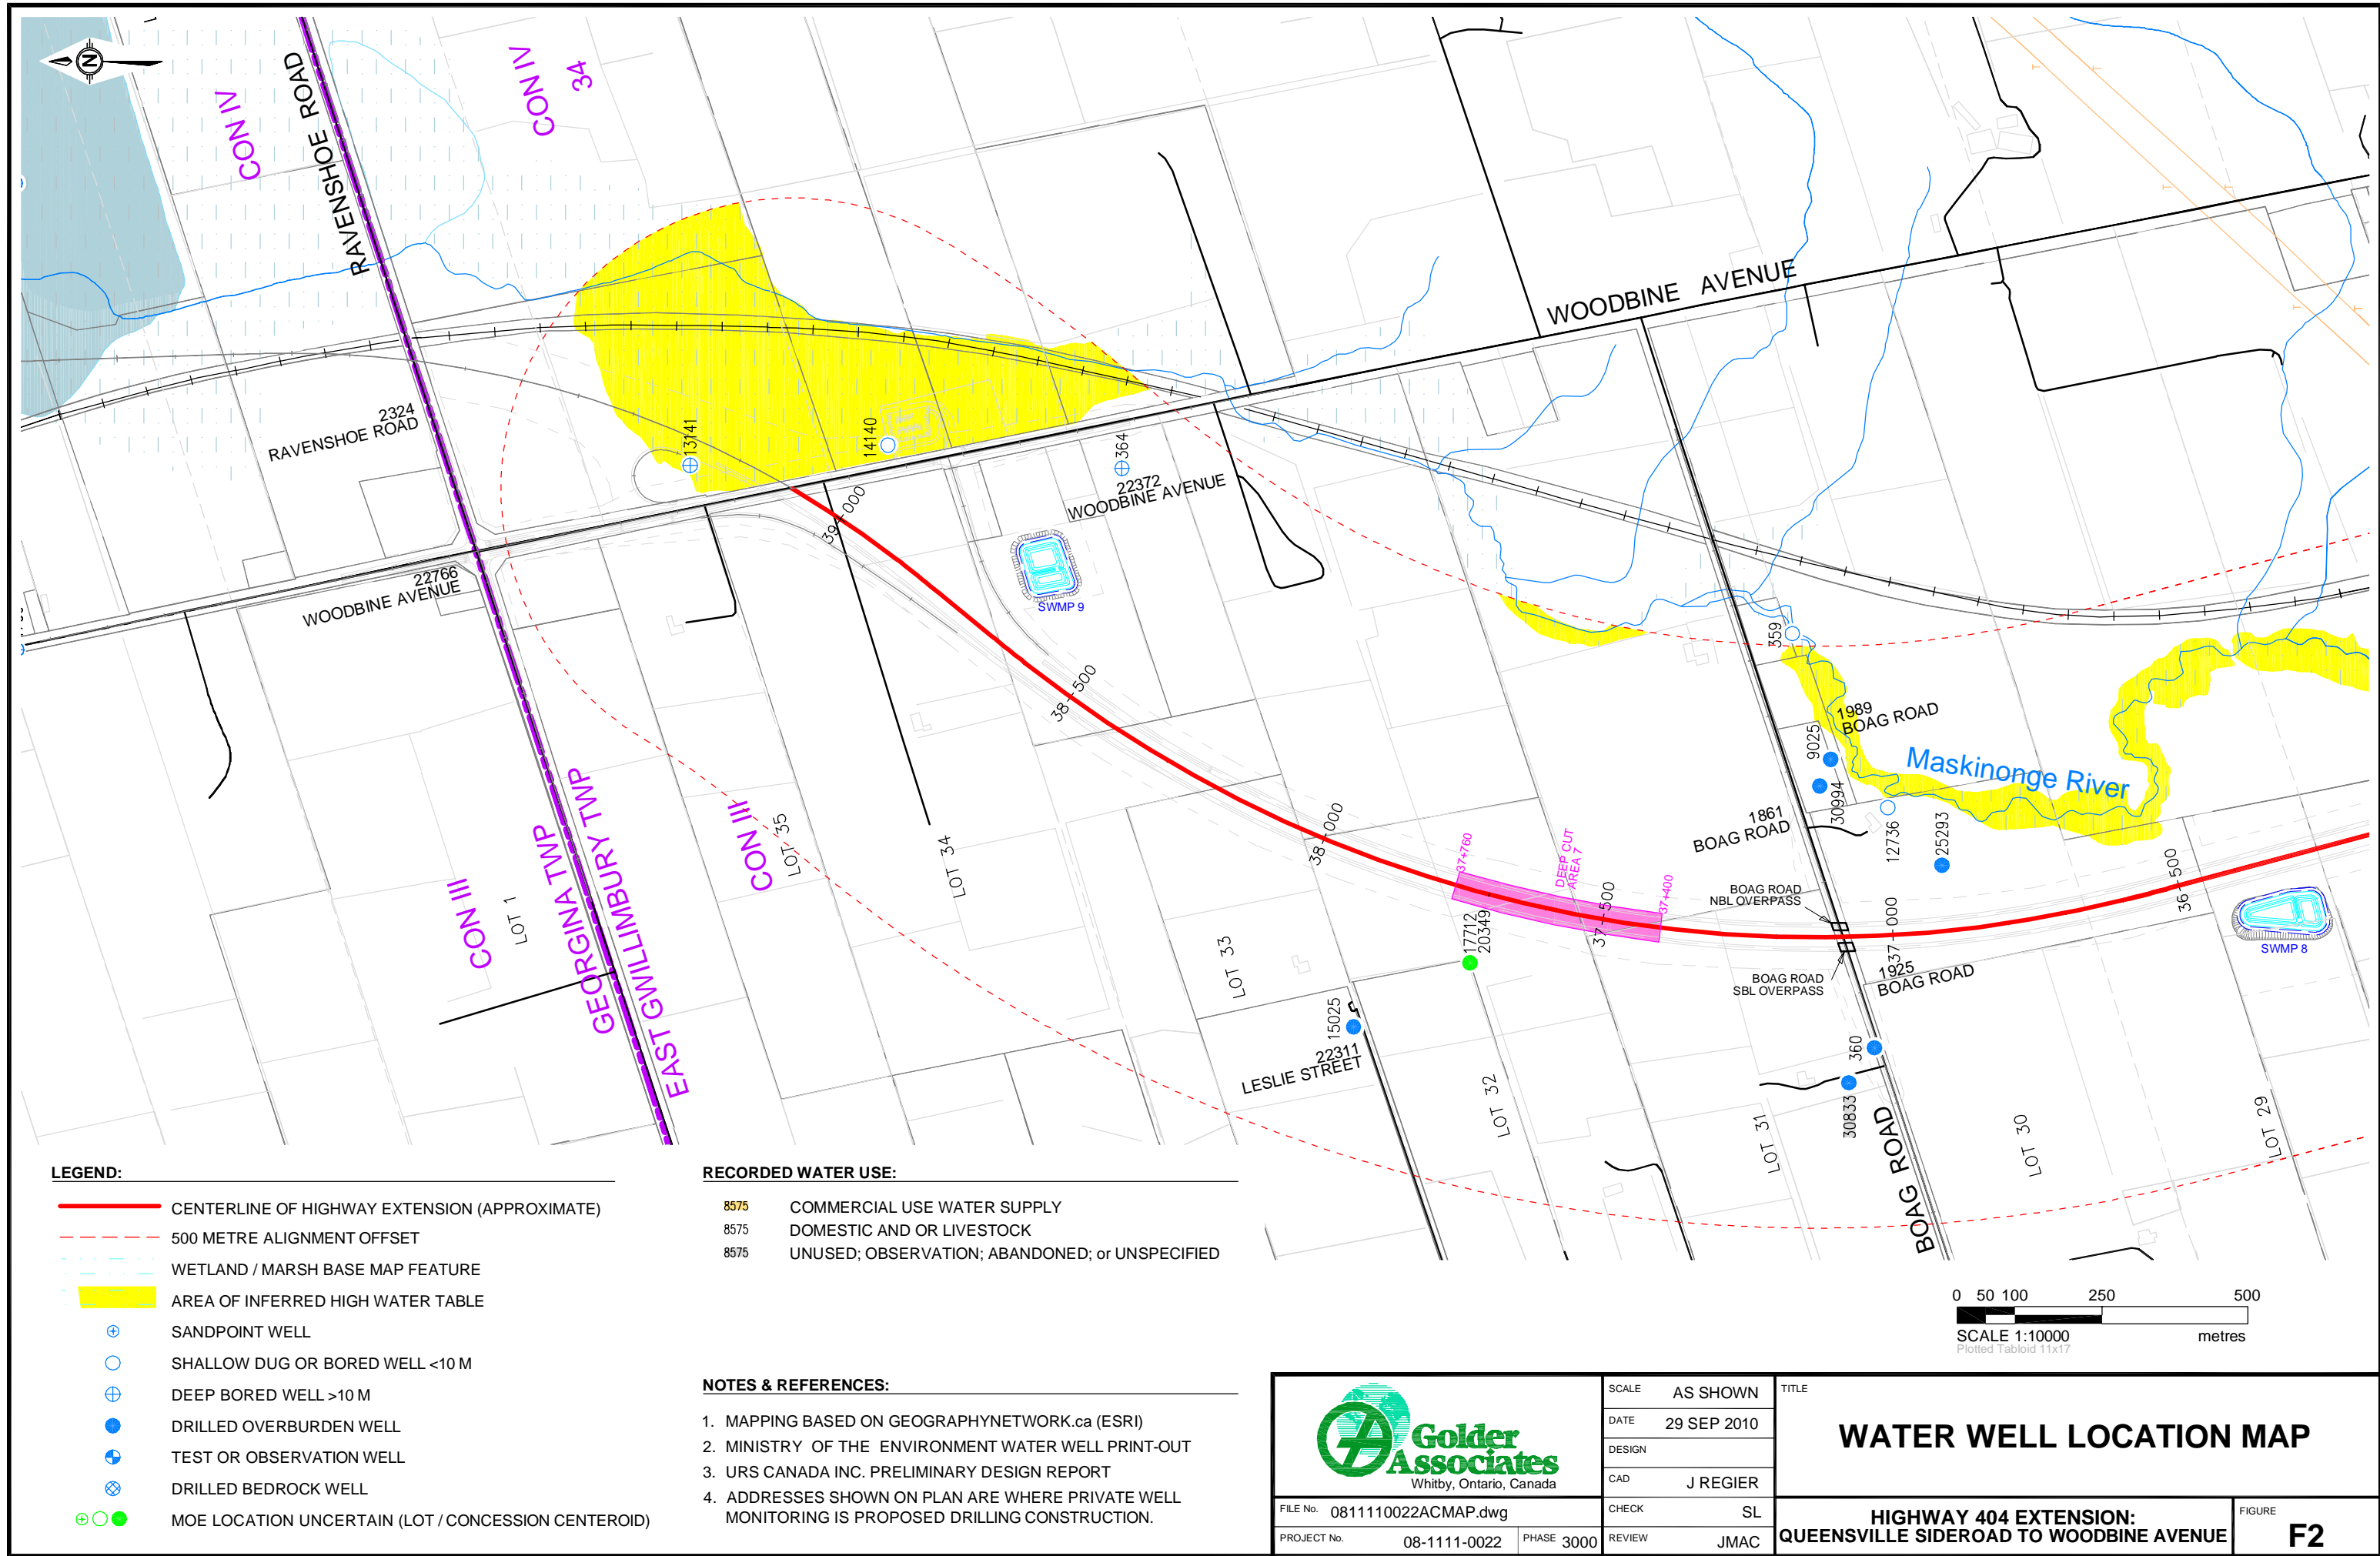 N
CON IV
RAVENSHOE ROAD
CON IV
34
WOODBINE AVENUE
2324
RAVENSHOE ROAD
13141
14140
364
22372
WOODBINE AVENUE
39+000
SWMP 9
22766
WOODBINE AVENUE
38+500
359
1989
BOAG ROAD
9025
30994
Maskinonge River
1861
BOAG ROAD
12736
25293
CON III
LOT 35
LOT 34
38+000
37+760
DEEP CUT
AREA 7
37+500
37+400
BOAG ROAD
NBL OVERPASS
37+000
36+500
SWMP 8
CON III
LOT 1
GEORGINA TWP
EAST GWILLIMBURY TWP
LOT 33
17712
20349
BOAG ROAD
SBL OVERPASS
1925
BOAG ROAD
15025
22311
LESLIE STREET
360
30833
LOT 32
LOT 31
BOAG ROAD
LOT 30
LOT 29
LEGEND:
CENTERLINE OF HIGHWAY EXTENSION (APPROXIMATE)
500 METRE ALIGNMENT OFFSET
WETLAND / MARSH BASE MAP FEATURE
AREA OF INFERRED HIGH WATER TABLE
SANDPOINT WELL
SHALLOW DUG OR BORED WELL <10 M
DEEP BORED WELL >10 M
DRILLED OVERBURDEN WELL
TEST OR OBSERVATION WELL
DRILLED BEDROCK WELL
MOE LOCATION UNCERTAIN (LOT / CONCESSION CENTEROID)
RECORDED WATER USE:
8575 COMMERCIAL USE WATER SUPPLY
8575 DOMESTIC AND OR LIVESTOCK
8575 UNUSED; OBSERVATION; ABANDONED; or UNSPECIFIED
NOTES & REFERENCES:
1. MAPPING BASED ON GEOGRAPHYNETWORK.ca (ESRI)
2. MINISTRY OF THE ENVIRONMENT WATER WELL PRINT-OUT
3. URS CANADA INC. PRELIMINARY DESIGN REPORT
4. ADDRESSES SHOWN ON PLAN ARE WHERE PRIVATE WELL
MONITORING IS PROPOSED DRILLING CONSTRUCTION.
0 50 100 250 500
SCALE 1:10000 metres
Plotted Tabloid 11x17
Golder
Associates
Whitby, Ontario, Canada
FILE No. 0811110022ACMAP.dwg
PROJECT No. 08-1111-0022 PHASE 3000
SCALE AS SHOWN
DATE 29 SEP 2010
DESIGN
CAD J REGIER
CHECK SL
REVIEW JMAC
TITLE
WATER WELL LOCATION MAP
HIGHWAY 404 EXTENSION:
QUEENSVILLE SIDEROAD TO WOODBINE AVENUE
FIGURE
F2